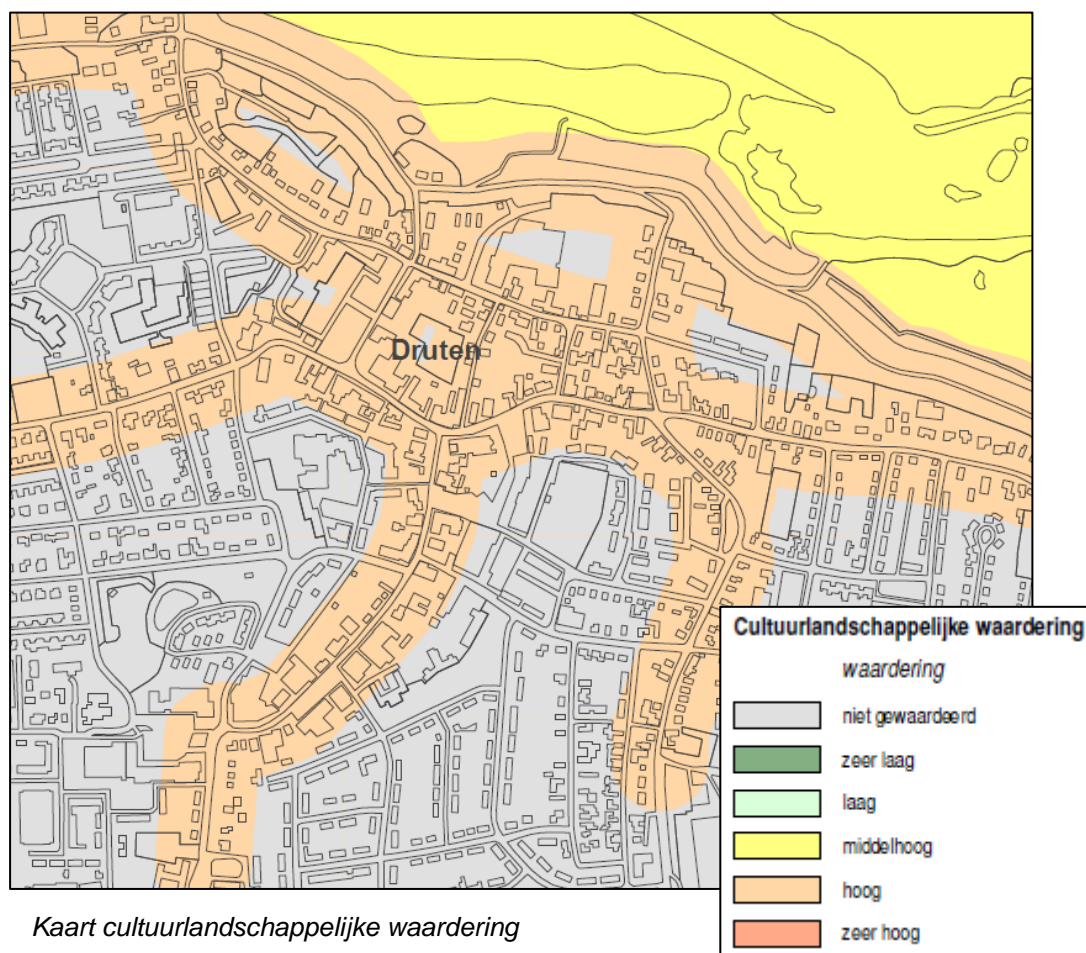 Druten
Cultuurlandschappelijke waardering
waardering
niet gewaardeerd
zeer laag
laag
middelhoog
hoog
zeer hoog
Kaart cultuurlandschappelijke waardering